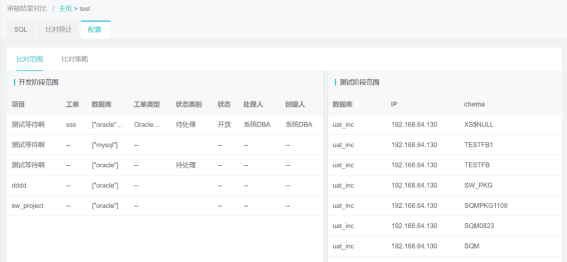 审核结果对比 / 主页 > test
SQL 比对统计 配置
比对范围 比对策略
开发阶段范围
项目 工单 数据库 工单类型 状态类别 状态 处理人 创建人
测试等待啊 sss ["oracle"... Oracle... 待处理 开放 系统DBA 系统DBA
测试等待啊 -- ["mysql"] -- -- -- --
测试等待啊 -- ["oracle"] -- 待处理 -- -- --
dddd -- ["oracle"] -- -- -- --
sw_project -- ["oracle"] -- -- -- --
测试阶段范围
数据库 IP chema
uat_inc 192.168.64.130 XS$NULL
uat_inc 192.168.64.130 TESTFB1
uat_inc 192.168.64.130 TESTFB
uat_inc 192.168.64.130 SW_PKG
uat_inc 192.168.64.130 SQMPKG1108
uat_inc 192.168.64.130 SQM0823
uat_inc 192.168.64.130 SQM